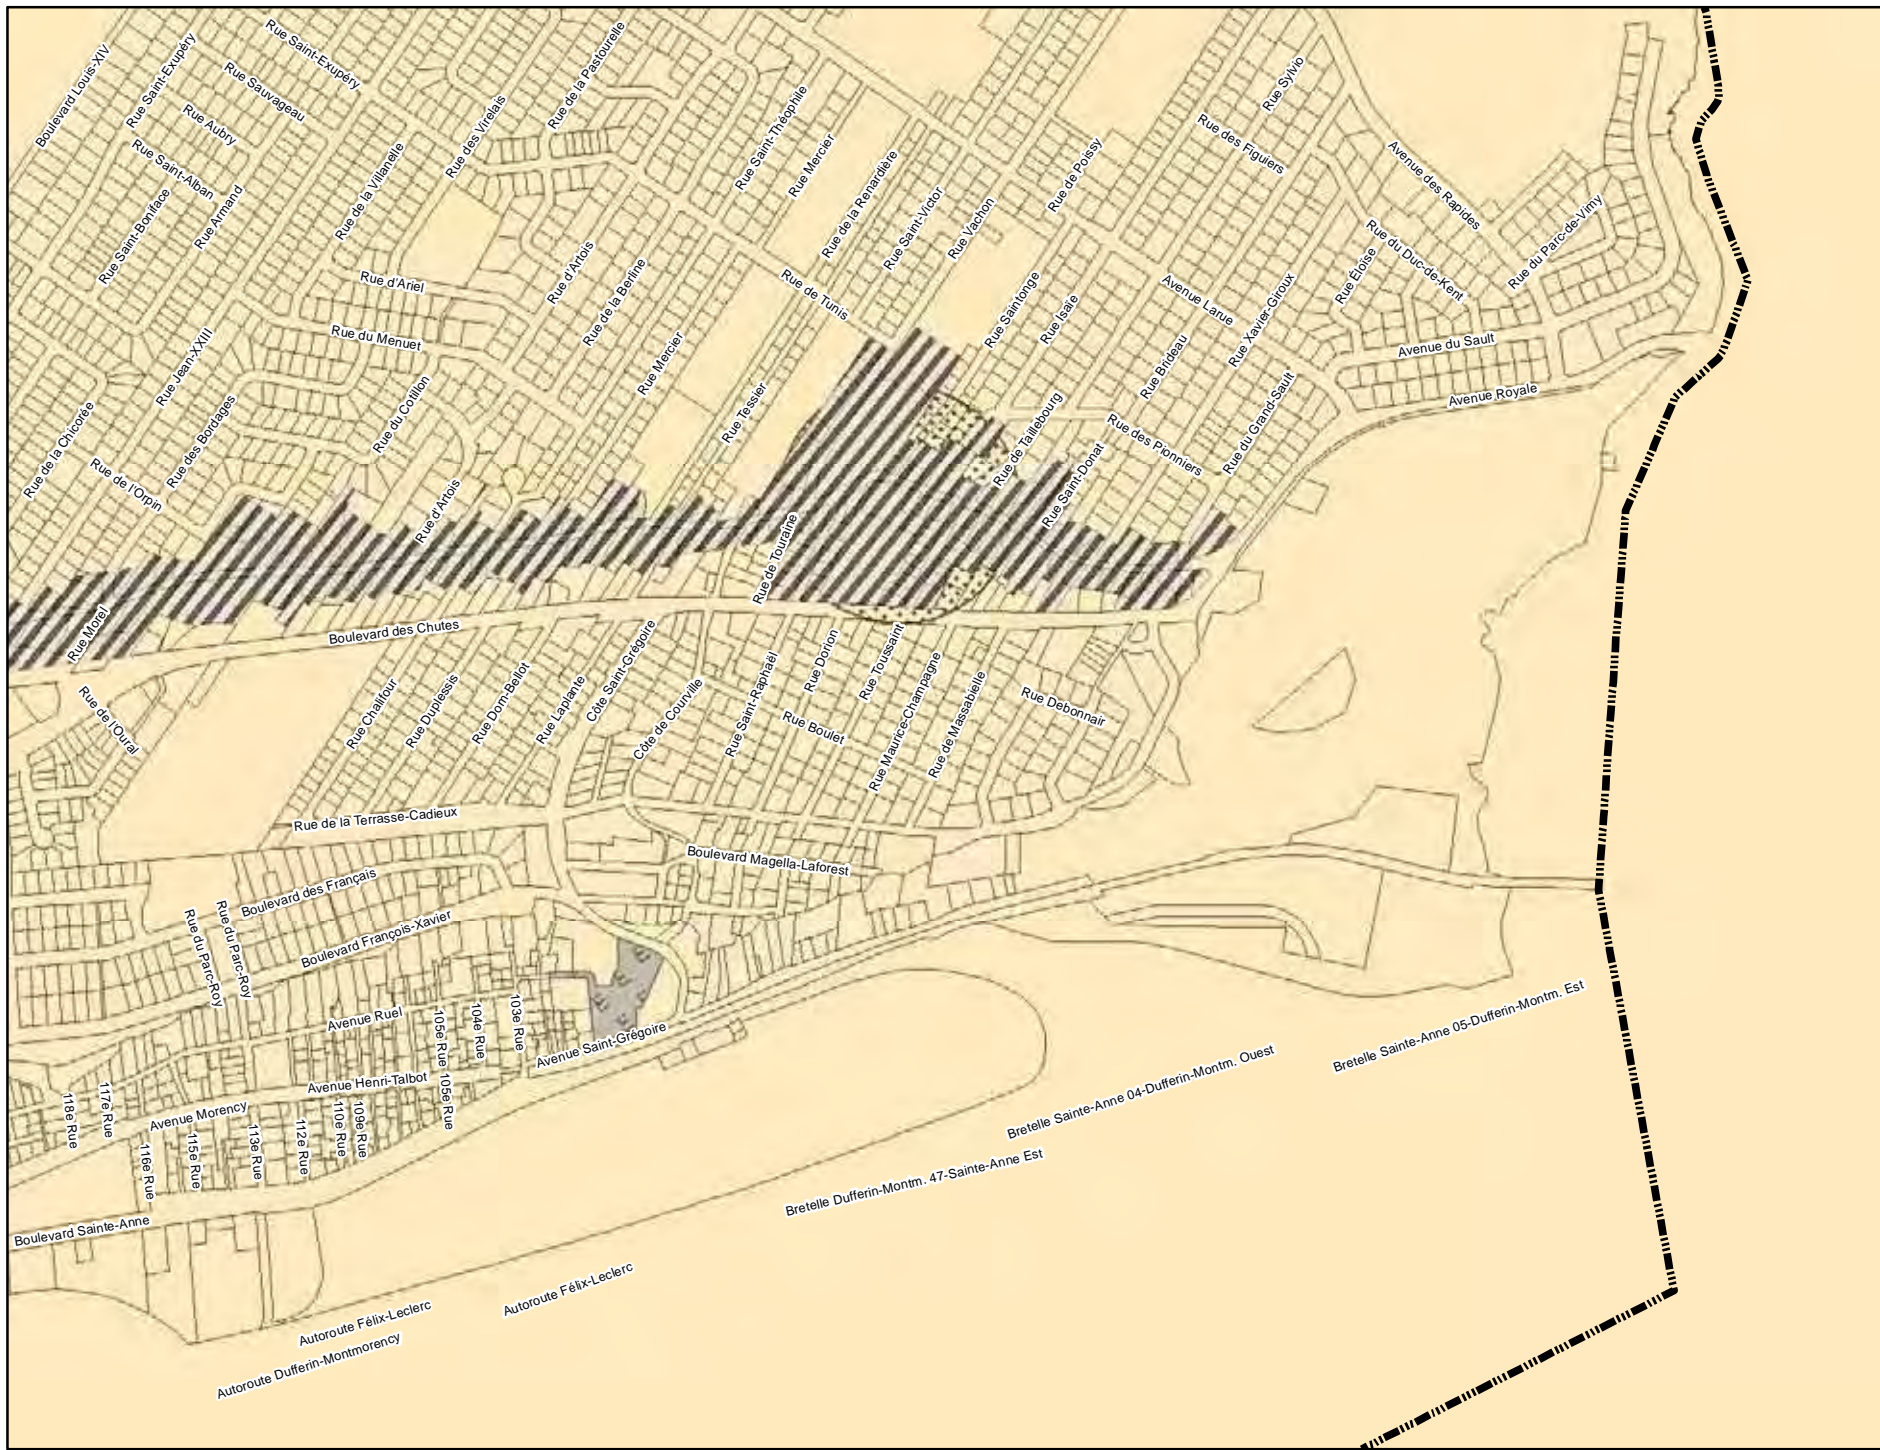 Boulevard Louis-XIV
Rue Saint-Exupéry
Rue Saint-Exupéry
Rue Sauvageau
Rue Aubry
Rue Saint-Alban
Rue Saint-Boniface
Rue Armand
Rue de la Villanelle
Rue des Virelais
Rue de la Pastourelle
Rue Saint-Théophile
Rue Mercier
Rue de la Renardière
Rue Saint-Victor
Rue Vachon
Rue de Poissy
Rue Sylvio
Rue des Figuiers
Avenue des Rapides
Rue du Parc-de-Vimy
Rue du Duc-de-Kent
Rue Éloïse
Rue d'Ariel
Rue du Menuet
Rue d'Artois
Rue de la Berline
Rue Mercier
Rue de Tunis
Rue Saintonge
Rue Isaïe
Avenue Larue
Rue Xavier-Giroux
Rue Brideau
Avenue du Sault
Avenue Royale
Rue Jean-XXIII
Rue de la Chicorée
Rue des Bordages
Rue de l'Orpin
Rue du Cotillon
Rue d'Artois
Rue Tessier
Rue de Taillebourg
Rue des Pionniers
Rue du Grand-Sault
Rue Saint-Donat
Rue de Touraine
Rue Morel
Boulevard des Chutes
Rue de l'Oural
Rue Chalifour
Rue Duplessis
Rue Dom-Bellot
Rue Laplante
Côte Saint-Grégoire
Côte de Courville
Rue Saint-Raphaël
Rue Dorion
Rue Toussaint
Rue Boulet
Rue Maurice-Champagne
Rue de Massabielle
Rue Debonnair
Rue de la Terrasse-Cadieux
Boulevard Magella-Laforest
Boulevard des Français
Boulevard François-Xavier
Rue du Parc-Roy
Rue du Parc-Roy
Avenue Ruel
105e Rue
104e Rue
103e Rue
Avenue Saint-Grégoire
Avenue Henri-Talbot
105e Rue
118e Rue
117e Rue
Avenue Morency
116e Rue
115e Rue
113e Rue
112e Rue
110e Rue
109e Rue
Boulevard Sainte-Anne
Bretelle Sainte-Anne 05-Dufferin-Montm. Est
Bretelle Sainte-Anne 04-Dufferin-Montm. Ouest
Bretelle Dufferin-Montm. 47-Sainte-Anne Est
Autoroute Félix-Leclerc
Autoroute Félix-Leclerc
Autoroute Dufferin-Montmorency